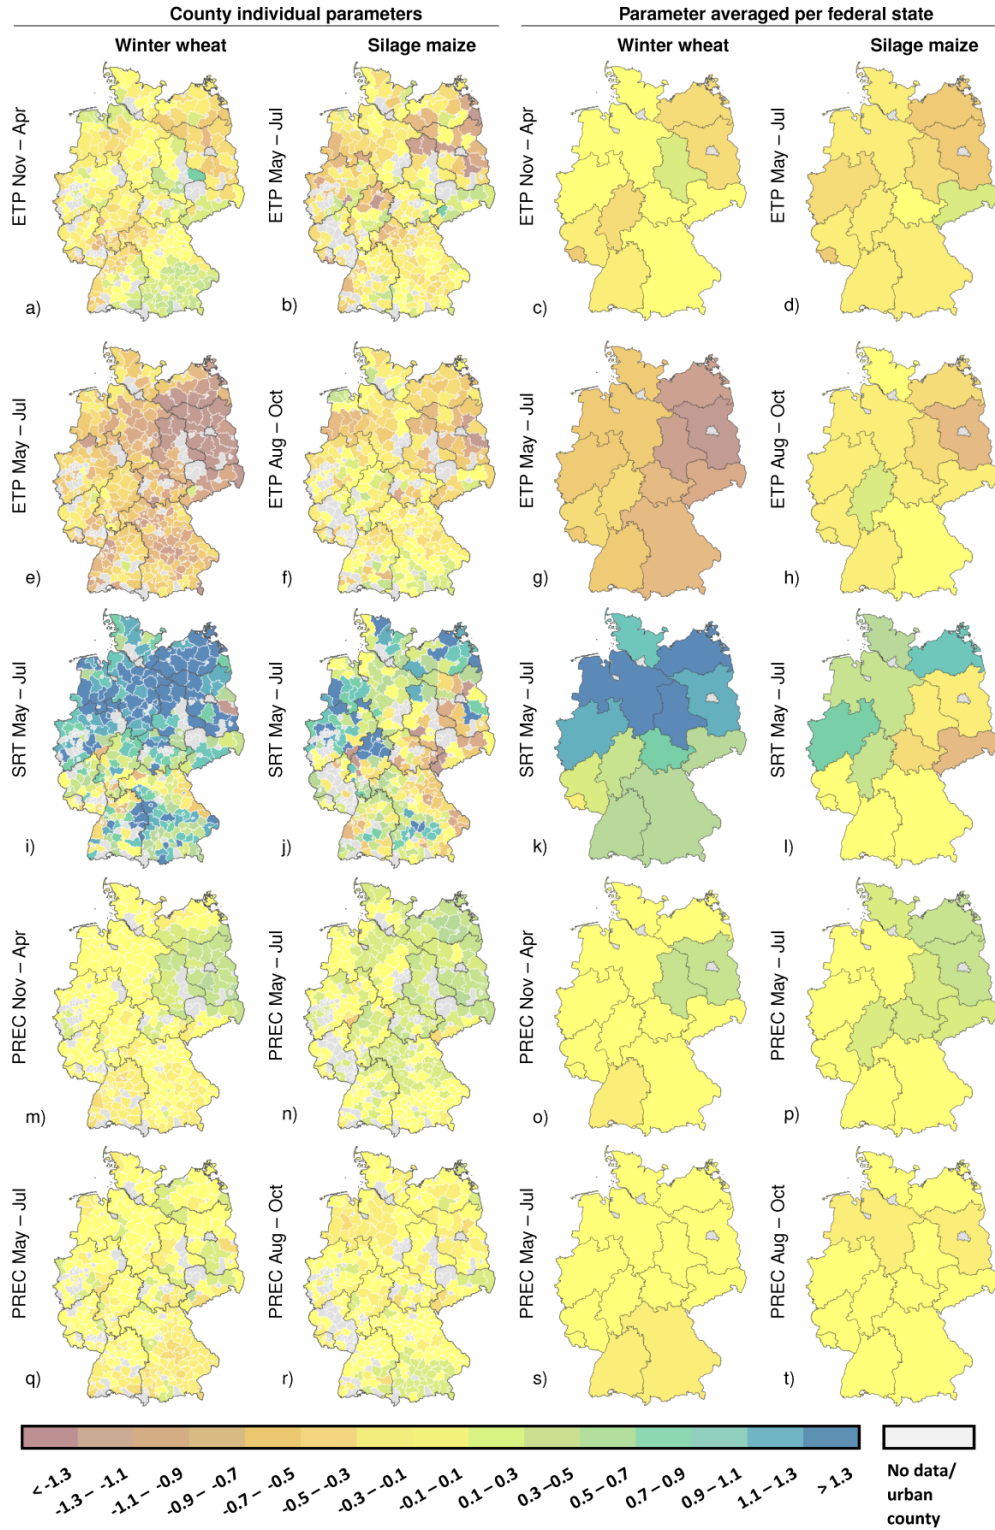 County individual parameters
Parameter averaged per federal state
Winter wheat
Silage maize
Winter wheat
Silage maize
ETP Nov – Apr
a)
ETP May – Jul
b)
ETP Nov – Apr
c)
ETP May – Jul
d)
ETP May – Jul
e)
ETP Aug – Oct
f)
ETP May – Jul
g)
ETP Aug – Oct
h)
SRT May – Jul
i)
SRT May – Jul
j)
SRT May – Jul
k)
SRT May – Jul
l)
PREC Nov – Apr
m)
PREC May – Jul
n)
PREC Nov – Apr
o)
PREC May – Jul
p)
PREC May – Jul
q)
PREC Aug – Oct
r)
PREC May – Jul
s)
PREC Aug – Oct
t)
< -1.3
-1.3 – -1.1
-1.1 – -0.9
-0.9 – -0.7
-0.7 – -0.5
-0.5 – -0.3
-0.3 – -0.1
-0.1 – 0.1
0.1 – 0.3
0.3–0.5
0.5 – 0.7
0.7 – 0.9
0.9 – 1.1
1.1 – 1.3
> 1.3
No data/
urban
county